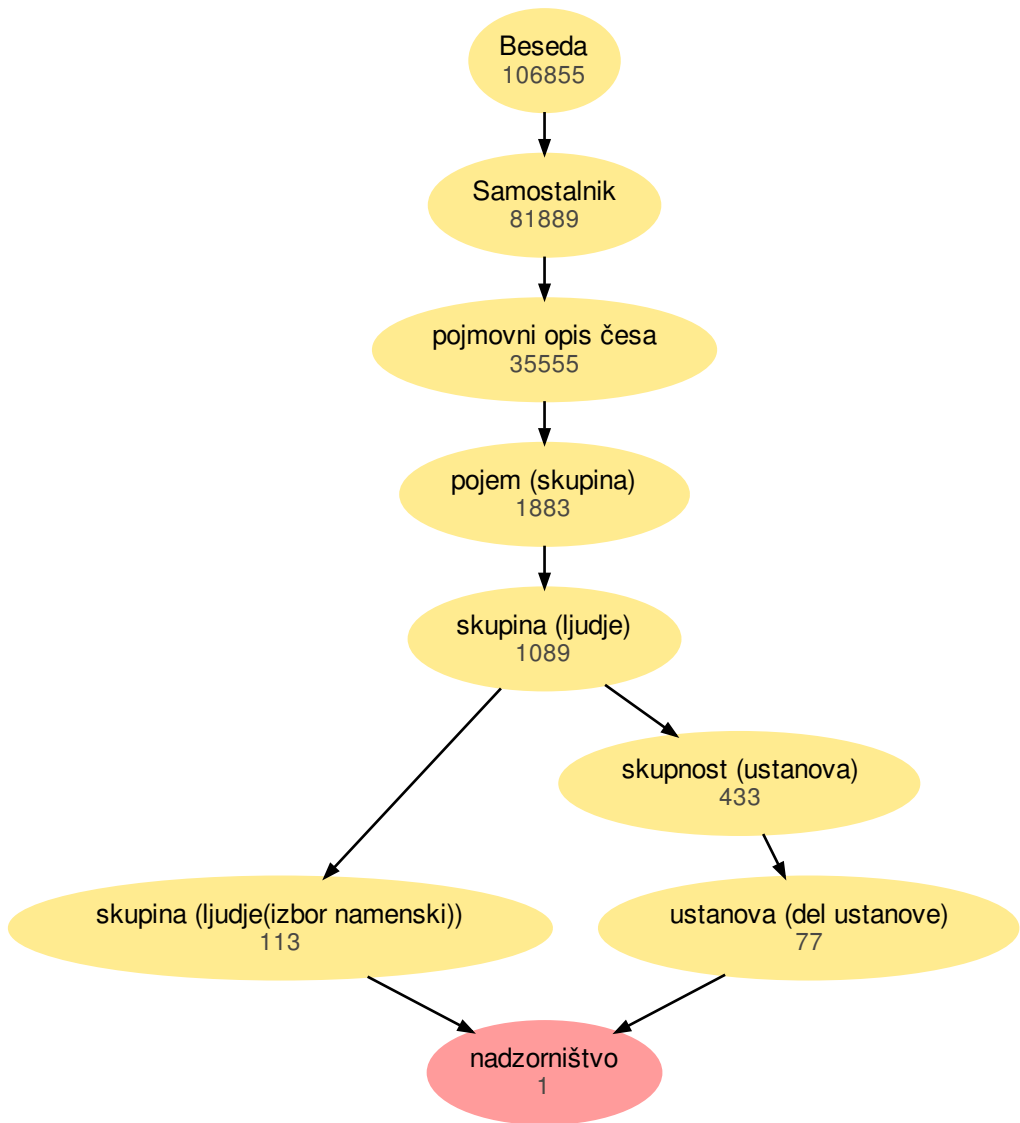 Beseda
106855
Samostalnik
81889
pojmovni opis česa
35555
pojem (skupina)
1883
skupina (ljudje)
1089
skupnost (ustanova)
433
skupina (ljudje(izbor namenski))
113
ustanova (del ustanove)
77
nadzorništvo
1